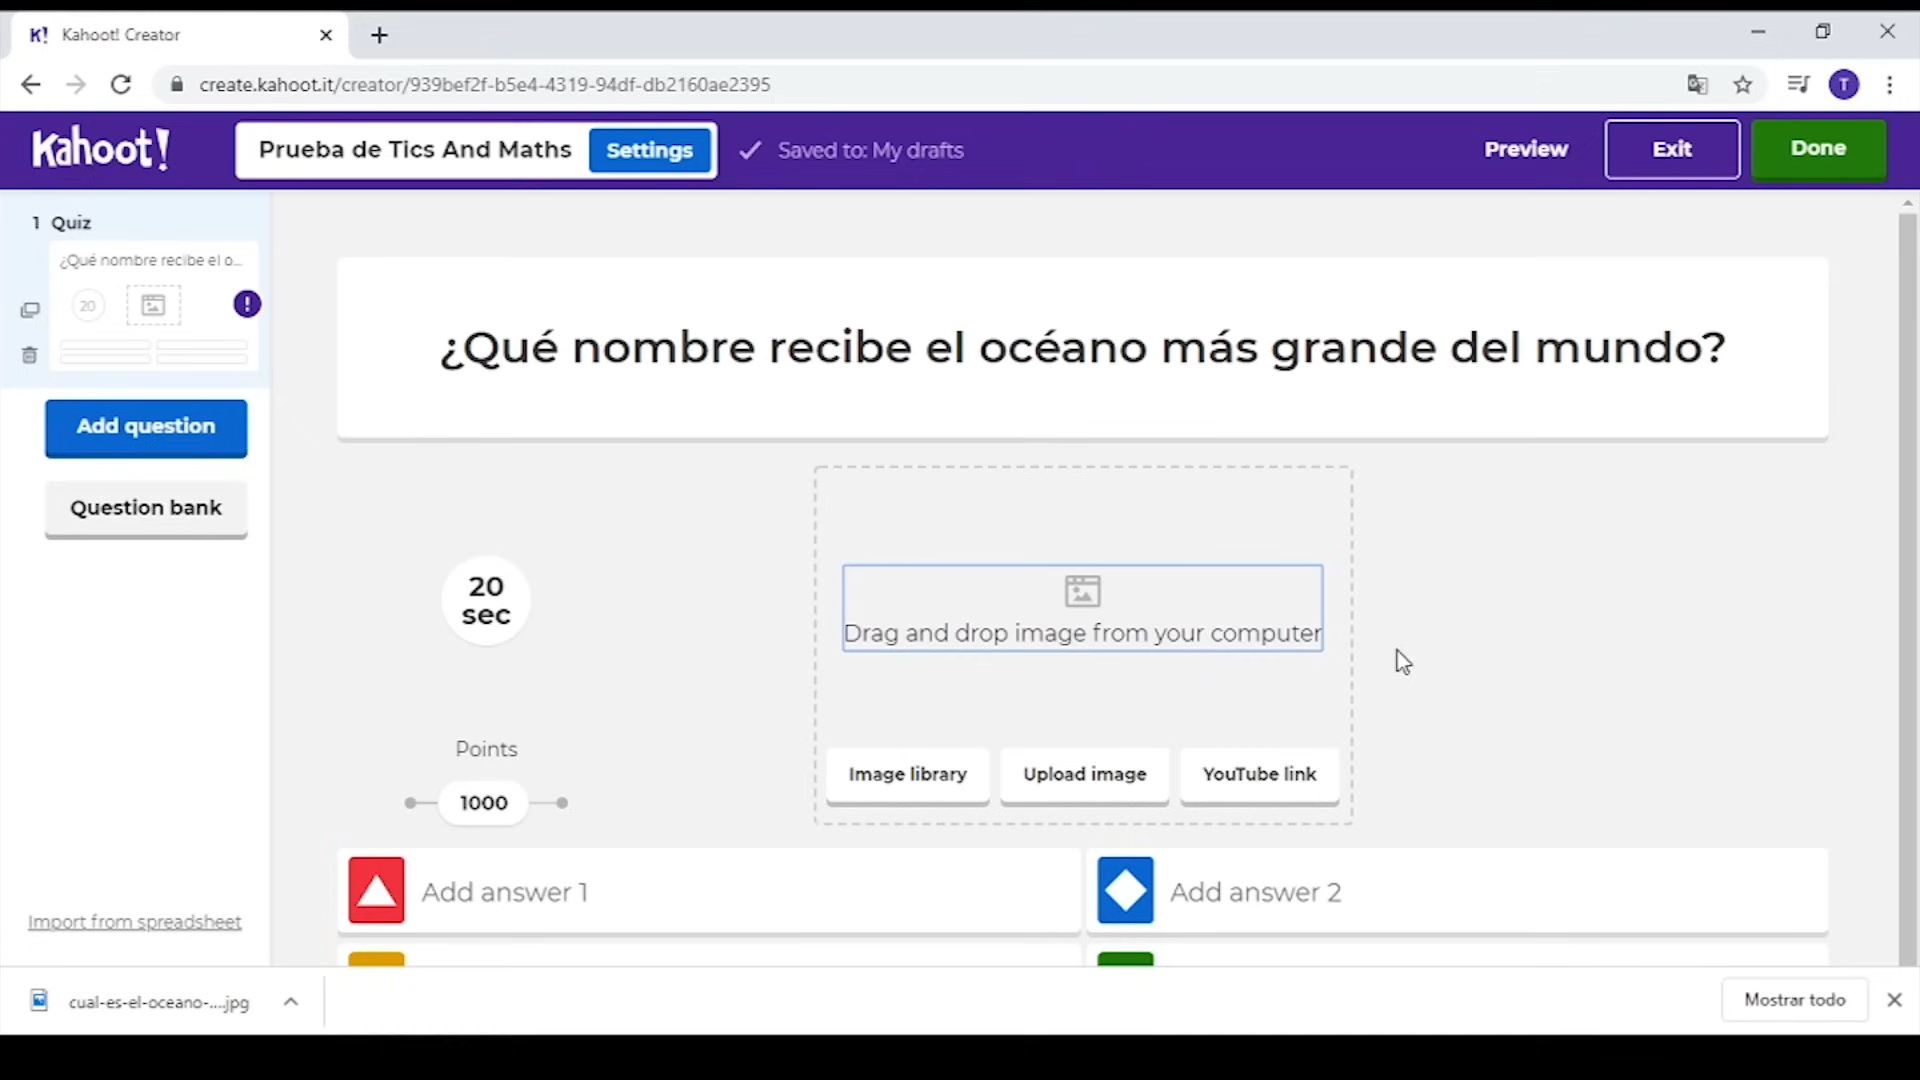 K! Kahoot! Creator
create.kahoot.it/creator/939bef2f-b5e4-4319-94df-db2160ae2395
T
Kahoot!
Prueba de Tics And Maths
Settings
Saved to: My drafts
Preview
Exit
Done
1 Quiz
¿Qué nombre recibe el o...
20
!
Add question
Question bank
Import from spreadsheet
¿Qué nombre recibe el océano más grande del mundo?
20
sec
Drag and drop image from your computer
Points
1000
Image library
Upload image
YouTube link
Add answer 1
Add answer 2
cual-es-el-oceano-....jpg
Mostrar todo